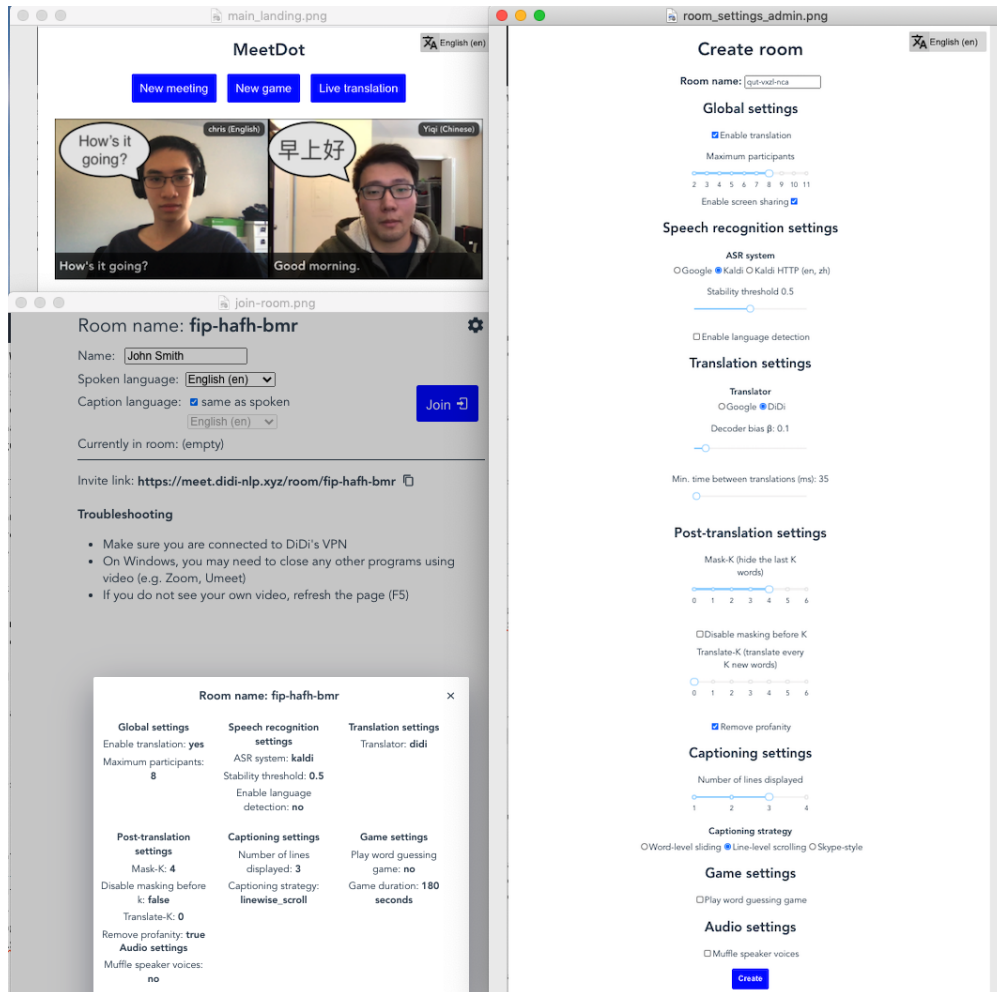 main_landing.png
MeetDot
English (en)
New meeting
New game
Live translation
How's it
going?
chris (English)
早上好
Yiqi (Chinese)
How's it going?
Good morning.
join-room.png
Room name: fip-hafh-bmr
Name: John Smith
Spoken language: English (en)
Caption language: same as spoken
English (en)
Join
Currently in room: (empty)
Invite link: https://meet.didi-nlp.xyz/room/fip-hafh-bmr
Troubleshooting
• Make sure you are connected to DiDi's VPN
• On Windows, you may need to close any other programs using
video (e.g. Zoom, Umeet)
• If you do not see your own video, refresh the page (F5)
Room name: fip-hafh-bmr
×
Global settings
Enable translation: yes
Maximum participants:
8
Speech recognition
settings
ASR system: kaldi
Stability threshold: 0.5
Enable language
detection: no
Translation settings
Translator: didi
Post-translation
settings
Mask-K: 4
Disable masking before
k: false
Translate-K: 0
Remove profanity: true
Captioning settings
Number of lines
displayed: 3
Captioning strategy:
linewise_scroll
Game settings
Play word guessing
game: no
Game duration: 180
seconds
Audio settings
Muffle speaker voices:
no
room_settings_admin.png
English (en)
Create room
Room name: qut-vxzl-nca
Global settings
Enable translation
Maximum participants
2 3 4 5 6 7 8 9 10 11
Enable screen sharing
Speech recognition settings
ASR system
Google Kaldi Kaldi HTTP (en, zh)
Stability threshold 0.5
Enable language detection
Translation settings
Translator
Google DiDi
Decoder bias β: 0.1
Min. time between translations (ms): 35
Post-translation settings
Mask-K (hide the last K
words)
0 1 2 3 4 5 6
Disable masking before K
Translate-K (translate every
K new words)
0 1 2 3 4 5 6
Remove profanity
Captioning settings
Number of lines displayed
1 2 3 4
Captioning strategy
Word-level sliding Line-level scrolling Skype-style
Game settings
Play word guessing game
Audio settings
Muffle speaker voices
Create